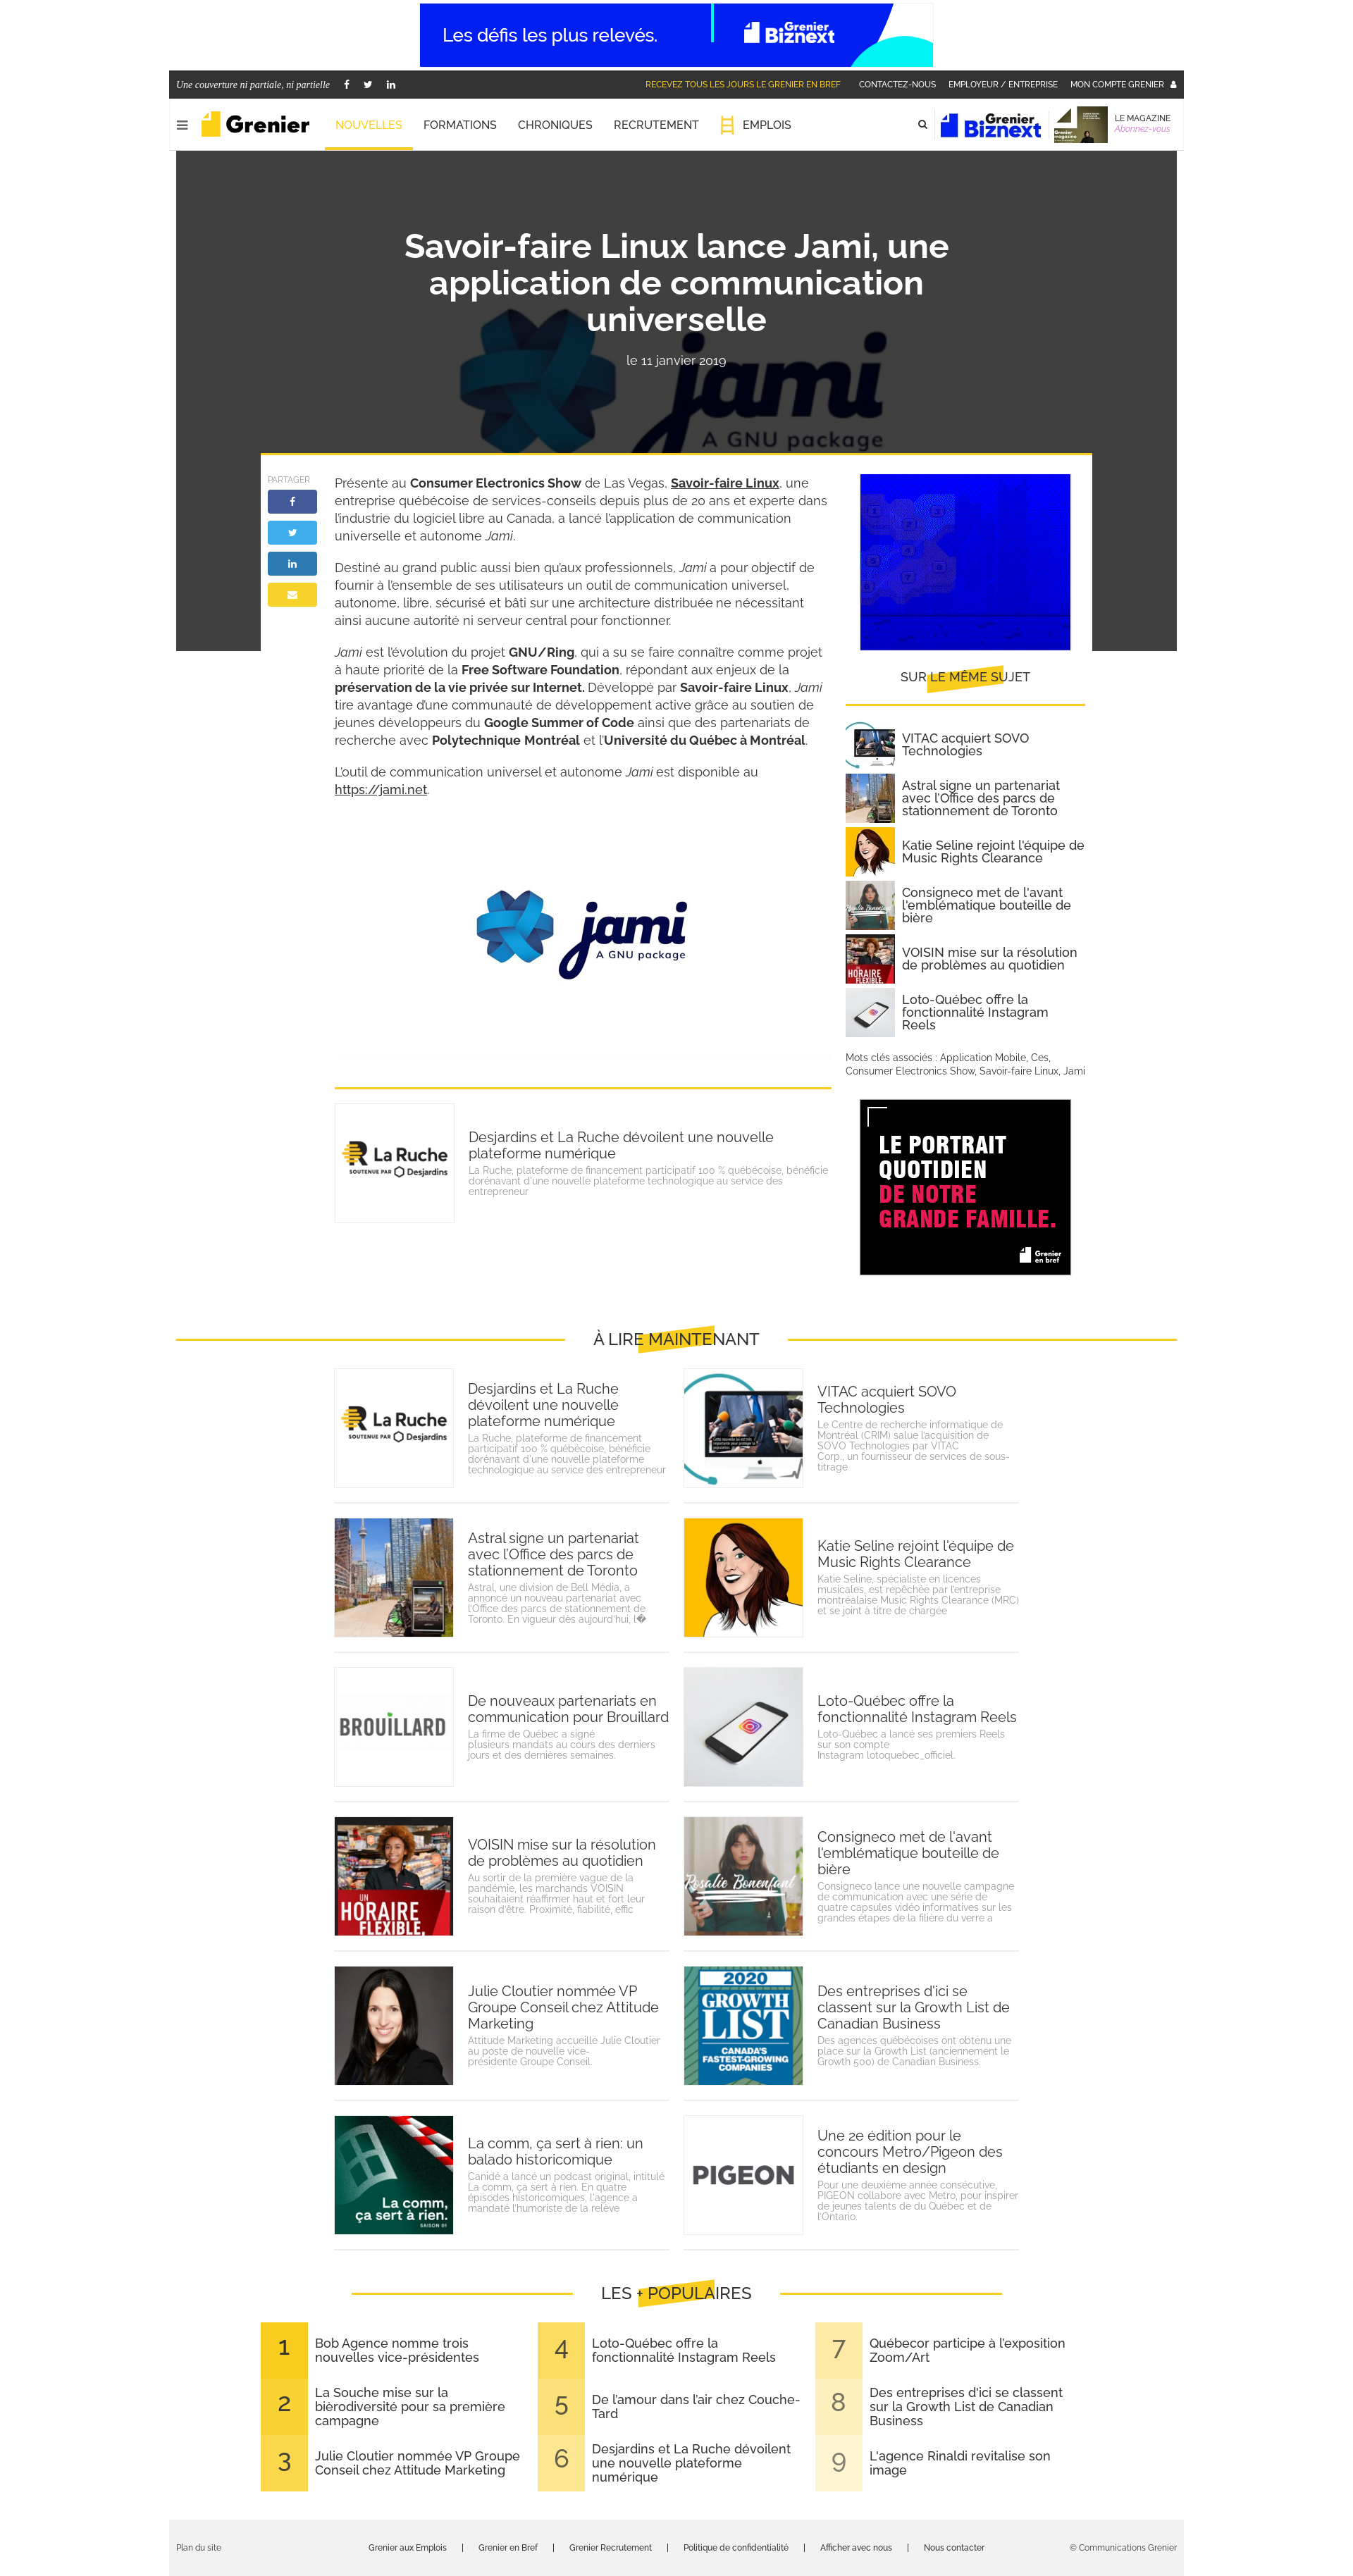 Les défis les plus relevés.
Grenier
Biznext
Une couverture ni partiale, ni partielle
RECEVEZ TOUS LES JOURS LE GRENIER EN BREF
CONTACTEZ-NOUS
EMPLOYEUR / ENTREPRISE
MON COMPTE GRENIER
Grenier
NOUVELLES
FORMATIONS
CHRONIQUES
RECRUTEMENT
EMPLOIS
Grenier
Biznext
Grenier
magazine
LE MAGAZINE
Abonnez-vous
Savoir-faire Linux lance Jami, une
application de communication
universelle
le 11 janvier 2019
jami
A GNU package
PARTAGER
Présente au Consumer Electronics Show de Las Vegas, Savoir-faire Linux, une
entreprise québécoise de services-conseils depuis plus de 20 ans et experte dans
l’industry du logiciel libre au Canada, a lancé l’application de communication
universelle et autonome Jami.
Destiné au grand public aussi bien qu’aux professionnels, Jami a pour objectif de
fournir à l’ensemble de ses utilisateurs un outil de communication universel,
autonome, libre, sécurisé et bâti sur une architecture distribuée ne nécessitant
ainsi aucune autorité ni serveur central pour fonctionner.
Jami est l’évolution du projet GNU/Ring, qui a su se faire connaître comme projet
à haute priorité de la Free Software Foundation, répondant aux enjeux de la
préservation de la vie privée sur Internet. Développé par Savoir-faire Linux, Jami
tire avantage d’une communauté de développement active grâce au soutien de
jeunes développeurs du Google Summer of Code ainsi que des partenariats de
recherche avec Polytechnique Montréal et l’Université du Québec à Montréal.
L’outil de communication universel et autonome Jami est disponible au
https://jami.net.
jami
A GNU package
SUR LE MÊME SUJET
VITAC acquiert SOVO
Technologies
Astral signe un partenariat
avec l’Office des parcs de
stationnement de Toronto
Katie Seline rejoint l'équipe de
Music Rights Clearance
Consigneco met de l'avant
l'emblématique bouteille de
bière
VOISIN mise sur la résolution
de problèmes au quotidien
Loto-Québec offre la
fonctionnalité Instagram
Reels
Mots clés associés : Application Mobile, Ces,
Consumer Electronics Show, Savoir-faire Linux, Jami
LE PORTRAIT
QUOTIDIEN
DE NOTRE
GRANDE FAMILLE.
Grenier
en bref
La Ruche
SOUTENUE PAR Desjardins
Desjardins et La Ruche dévoilent une nouvelle
plateforme numérique
La Ruche, plateforme de financement participatif 100 % québécoise, bénéficie
dorénavant d'une nouvelle plateforme technologique au service des
entrepreneur
À LIRE MAINTENANT
La Ruche
SOUTENUE PAR Desjardins
Desjardins et La Ruche
dévoilent une nouvelle
plateforme numérique
La Ruche, plateforme de financement
participatif 100 % québécoise, bénéficie
dorénavant d'une nouvelle plateforme
technologique au service des entrepreneur
VITAC acquiert SOVO
Technologies
Le Centre de recherche informatique de
Montréal (CRIM) salue l’acquisition de
SOVO Technologies par VITAC
Corp., un fournisseur de services de sous-
titrage
Astral signe un partenariat
avec l’Office des parcs de
stationnement de Toronto
Astral, une division de Bell Média, a
annoncé un nouveau partenariat avec
l’Office des parcs de stationnement de
Toronto. En vigueur dès aujourd’hui, l�
Katie Seline rejoint l'équipe de
Music Rights Clearance
Katie Seline, spécialiste en licences
musicales, est repêchée par l’entreprise
montréalaise Music Rights Clearance (MRC)
et se joint à titre de chargée
BROUILLARD
De nouveaux partenariats en
communication pour Brouillard
La firme de Québec a signé
plusieurs mandats au cours des derniers
jours et des dernières semaines.
Loto-Québec offre la
fonctionnalité Instagram Reels
Loto-Québec a lancé ses premiers Reels
sur son compte
Instagram lotoquebec_officiel.
UN
HORAIRE
FLEXIBLE.
VOISIN mise sur la résolution
de problèmes au quotidien
Au sortir de la première vague de la
pandémie, les marchands VOISIN
souhaitaient réaffirmer haut et fort leur
raison d’être. Proximité, fiabilité, effic
Rosalie Bonenfant
Consigneco met de l'avant
l'emblématique bouteille de
bière
Consigneco lance une nouvelle campagne
de communication avec une série de
quatre capsules vidéo informatives sur les
grandes étapes de la filière du verre a
Julie Cloutier nommée VP
Groupe Conseil chez Attitude
Marketing
Attitude Marketing accueille Julie Cloutier
au poste de nouvelle vice-
présidente Groupe Conseil.
2020
GROWTH
LIST
CANADA'S
FASTEST-GROWING
COMPANIES
Des entreprises d'ici se
classent sur la Growth List de
Canadian Business
Des agences québécoises ont obtenu une
place sur la Growth List (anciennement le
Growth 500) de Canadian Business.
La comm,
ça sert à rien.
SAISON 01
La comm, ça sert à rien: un
balado historicomique
Canidé a lancé un podcast original, intitulé
La comm, ça sert à rien. En quatre
épisodes historicomiques, l'agence a
mandaté l’humoriste de la relève
PIGEON
Une 2e édition pour le
concours Metro/Pigeon des
étudiants en design
Pour une deuxième année consécutive,
PIGEON collabore avec Metro, pour inspirer
de jeunes talents de du Québec et de
l’Ontario.
LES + POPULAIRES
1
Bob Agence nomme trois
nouvelles vice-présidentes
2
La Souche mise sur la
bièrodiversité pour sa première
campagne
3
Julie Cloutier nommée VP Groupe
Conseil chez Attitude Marketing
4
Loto-Québec offre la
fonctionnalité Instagram Reels
5
De l’amour dans l’air chez Couche-
Tard
6
Desjardins et La Ruche dévoilent
une nouvelle plateforme
numérique
7
Québecor participe à l’exposition
Zoom/Art
8
Des entreprises d'ici se classent
sur la Growth List de Canadian
Business
9
L'agence Rinaldi revitalise son
image
Plan du site
Grenier aux Emplois
Grenier en Bref
Grenier Recrutement
Politique de confidentialité
Afficher avec nous
Nous contacter
© Communications Grenier